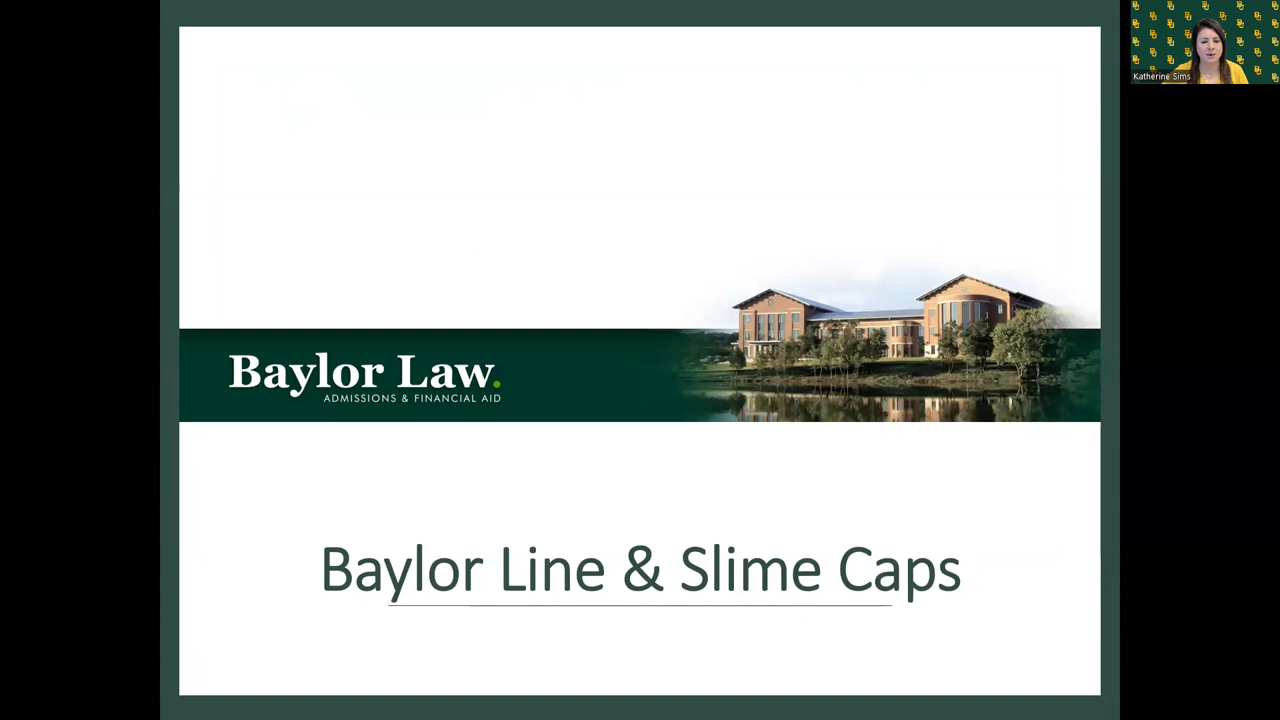 Baylor Law.
ADMISSIONS & FINANCIAL AID
Baylor Line & Slime Caps
Katherine Sims